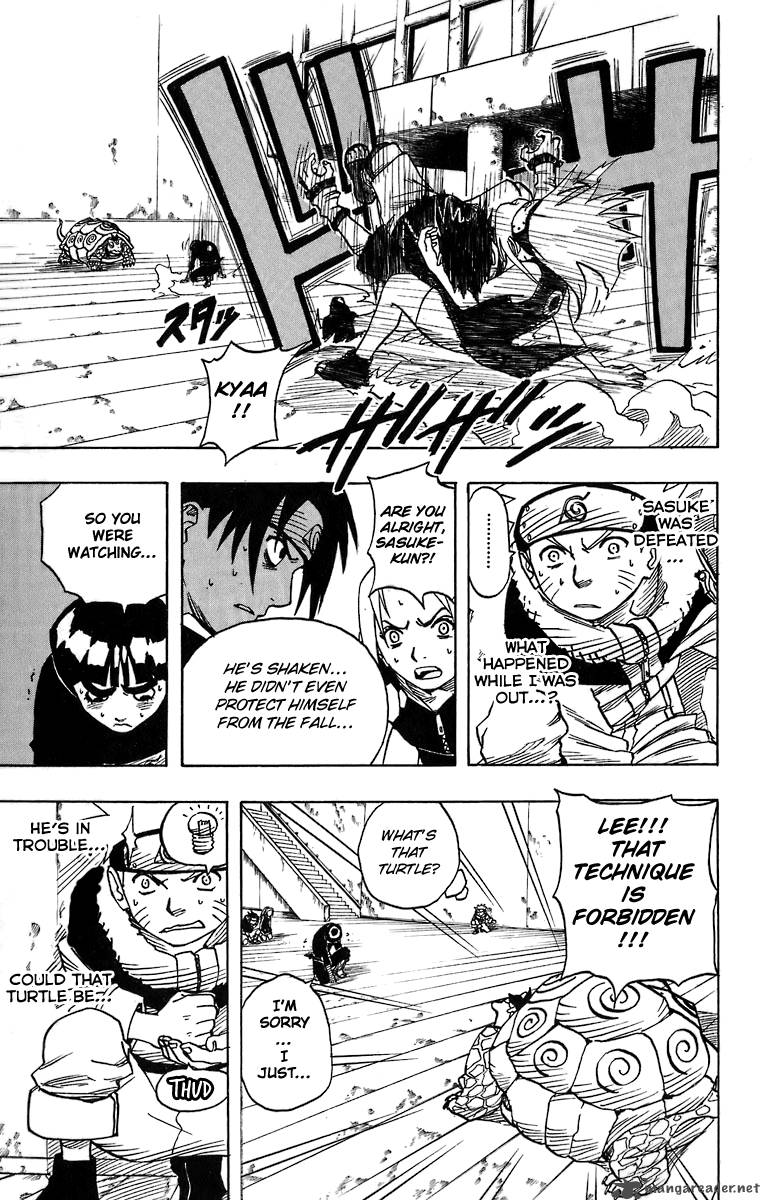 ドサ
スタッ
KYAA
!!
ザザザッ
SASUKE
WAS
DEFEATED
...
WHAT
HAPPENED
WHILE I WAS
OUT...?
.........
ARE YOU
ALRIGHT,
SASUKE-
KUN?!
HE'S SHAKEN...
HE DIDN'T EVEN
PROTECT HIMSELF
FROM THE FALL...
SO YOU
WERE
WATCHING...
LEE!!!
THAT
TECHNIQUE
IS
FORBIDDEN
!!!
WHAT'S
THAT
TURTLE?
I'M
SORRY
...
I
JUST...
HE'S IN
TROUBLE...
COULD THAT
TURTLE BE...
THUD
mangareader.net